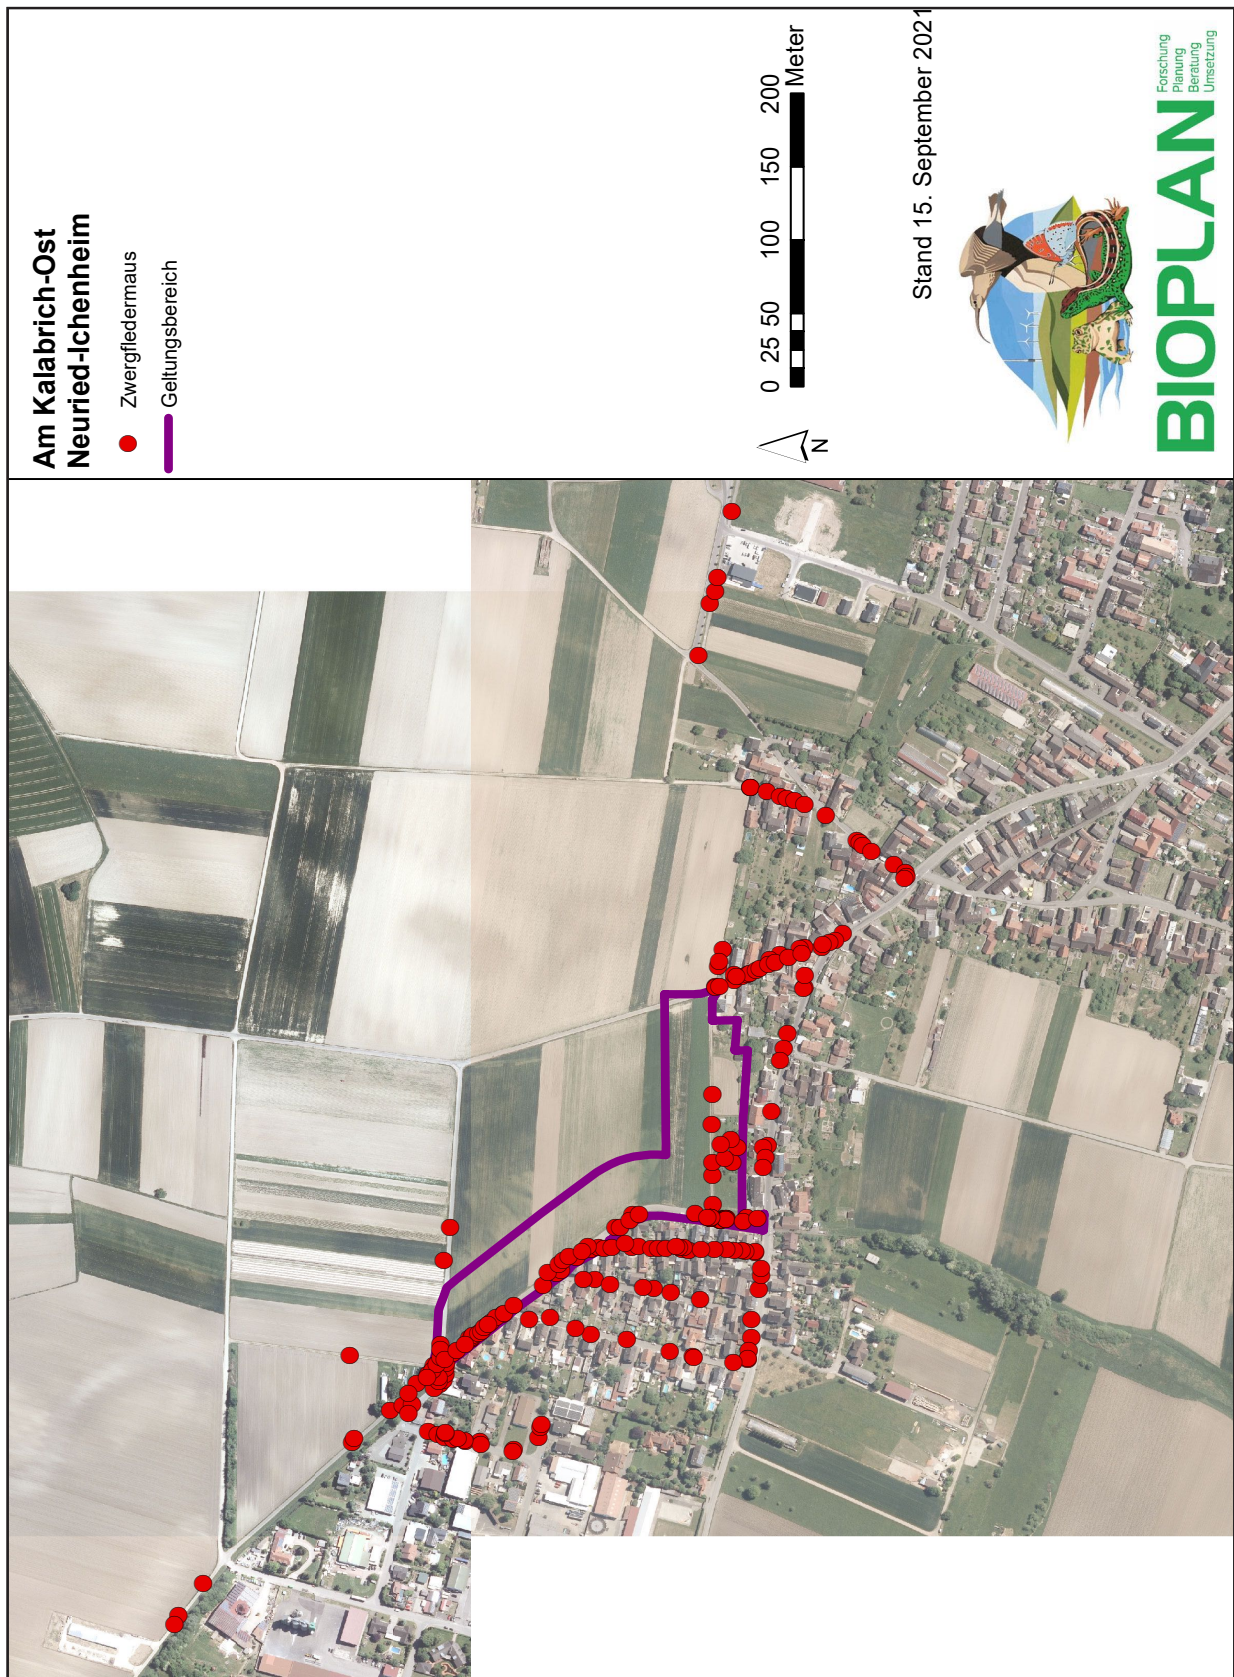 Am Kalabrich-Ost
Neuried-Ichenheim
Zwergfledermaus
Geltungsbereich
N
0 25 50 100 150 200
Meter
Stand 15. September 2021
BIOPLAN
Forschung
Planung
Beratung
Umsetzung